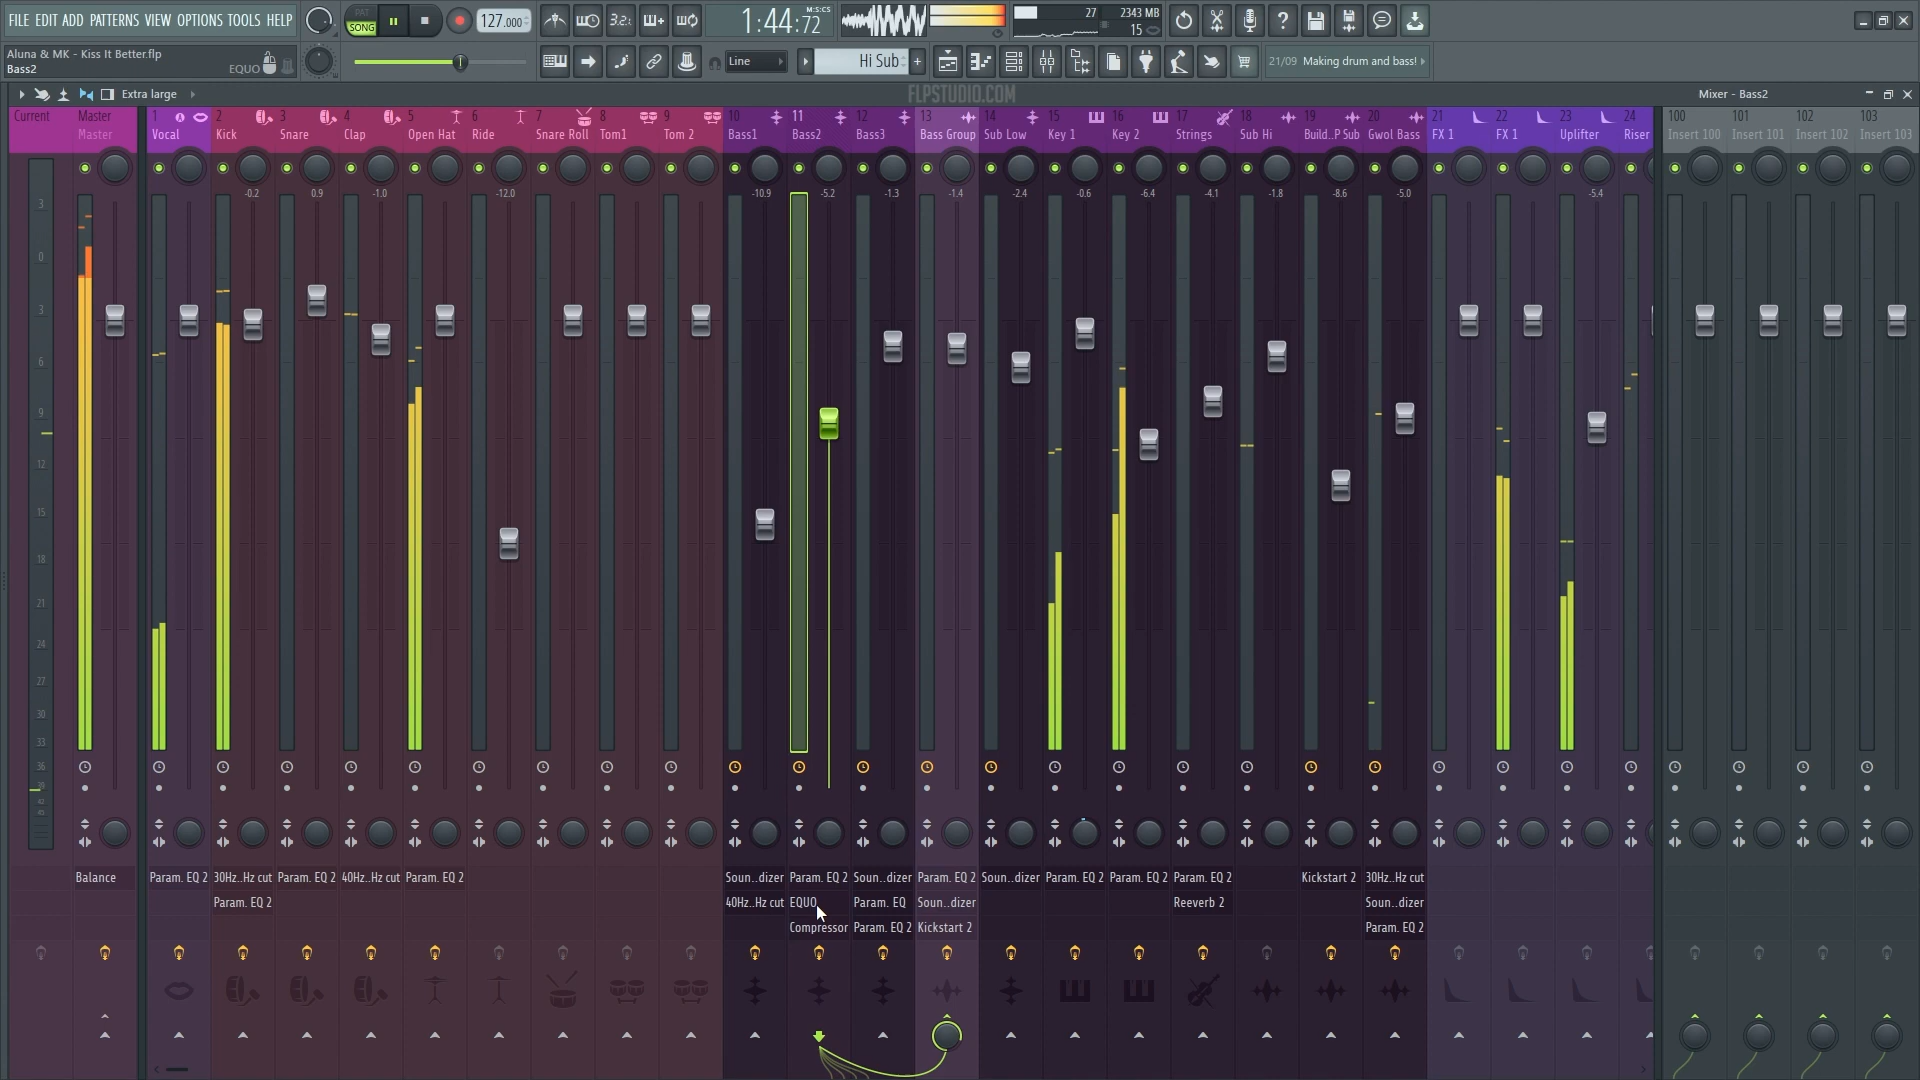 FILE EDIT ADD PATTERNS VIEW OPTIONS TOOLS HELP
PAT
SONG
127.000
3.2.
1:44:72
M:S:CS
27
2343 MB
15
Aluna & MK - Kiss It Better.flp
Bass2
EQUO
Line
Hi Sub
21/09 Making drum and bass!
Extra large
FLPSTUDIO.COM
Mixer - Bass2
Current Master 1 2 3 4 5 6 7 8 9 10 11 12 13 14 15 16 17 18 19 20 21 22 23 24 100 101 102 103
Master Vocal Kick Snare Clap Open Hat Ride Snare Roll Tom1 Tom 2 Bass1 Bass2 Bass3 Bass Group Sub Low Key 1 Key 2 Strings Sub Hi Build..P Sub Gwol Bass FX 1 FX 1 Uplifter Riser Insert 100 Insert 101 Insert 102 Insert 103
-0.2 0.9 -1.0 -12.0 -10.9 -5.2 -1.3 -1.4 -2.4 -0.6 -6.4 -4.1 -1.8 -8.6 -5.0 -5.4
3
0
3
6
9
12
15
18
21
24
27
30
33
36
Balance Param. EQ 2 30Hz..Hz cut Param. EQ 2 40Hz..Hz cut Param. EQ 2 Soun..dizer Param. EQ 2 Soun..dizer Param. EQ 2 Soun..dizer Param. EQ 2 Param. EQ 2 Param. EQ 2 Kickstart 2 30Hz..Hz cut
Param. EQ 2 40Hz..Hz cut EQUO Param. EQ Soun..dizer Reeverb 2 Soun..dizer
Compressor Param. EQ 2 Kickstart 2 Param. EQ 2